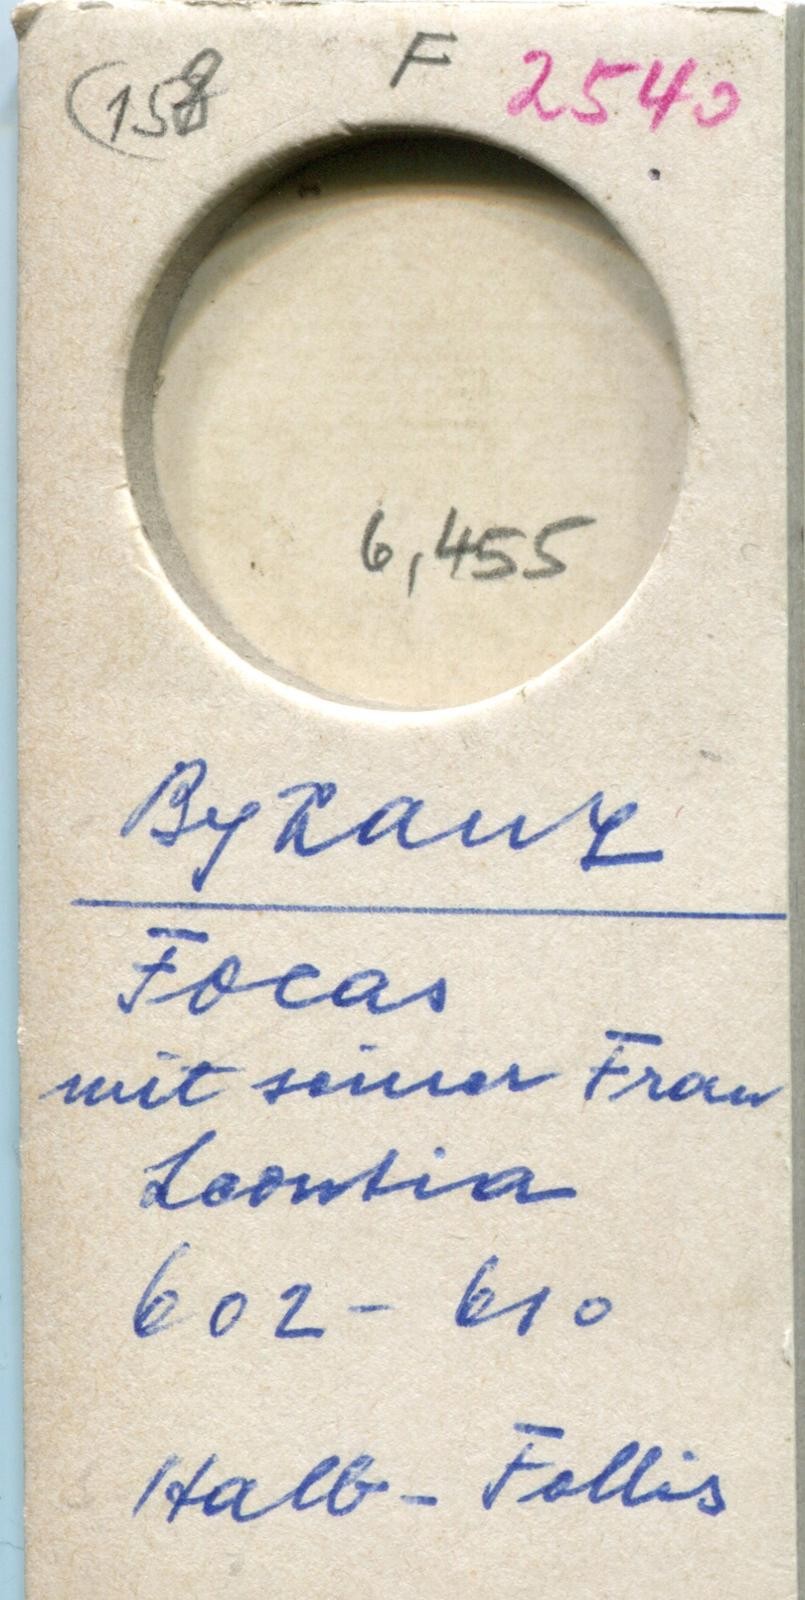 (158 F 2540
6,455
Byzanz
Focas
mit seiner Frau
Leontia
602 - 610
Halb - Follis